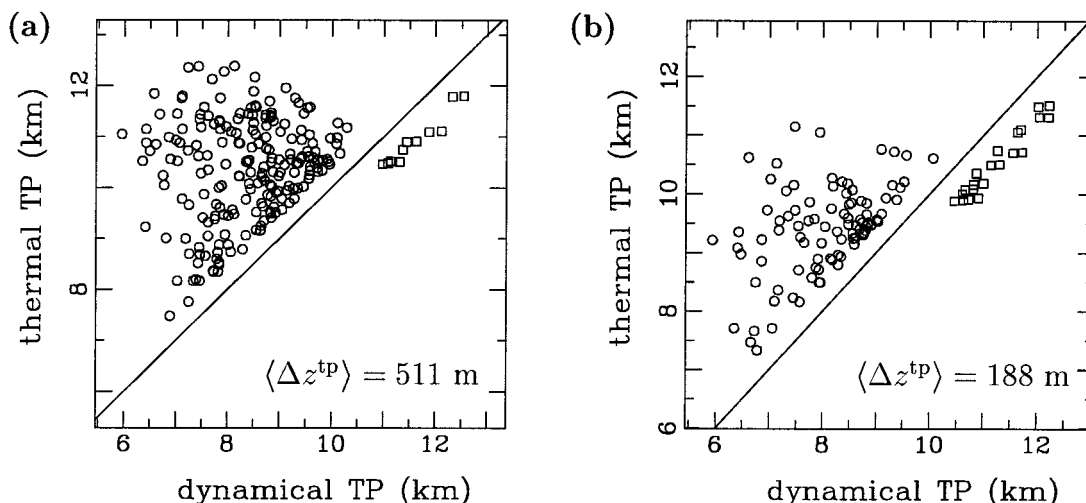 (a)
12
8
thermal TP (km)
⟨Δz^tp⟩ = 511 m
6 8 10 12
dynamical TP (km)
(b)
12
10
8
6
thermal TP (km)
⟨Δz^tp⟩ = 188 m
6 8 10 12
dynamical TP (km)